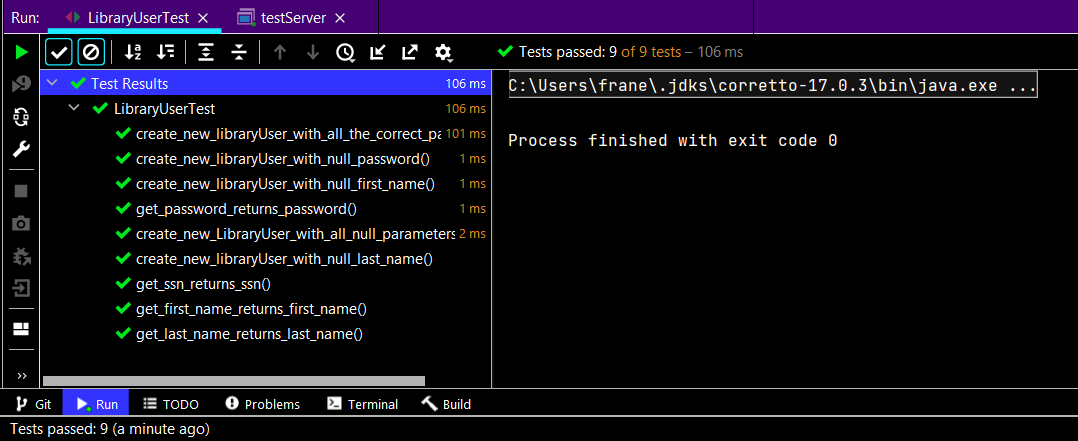 Run: LibraryUserTest × testServer ×
Tests passed: 9 of 9 tests – 106 ms
Test Results 106 ms
LibraryUserTest 106 ms
create_new_libraryUser_with_all_the_correct_pa 101 ms
create_new_libraryUser_with_null_password() 1 ms
create_new_libraryUser_with_null_first_name() 1 ms
get_password_returns_password() 1 ms
create_new_LibraryUser_with_all_null_parameters 2 ms
create_new_libraryUser_with_null_last_name()
get_ssn_returns_ssn()
get_first_name_returns_first_name()
get_last_name_returns_last_name()
C:\Users\frane\.jdks\corretto-17.0.3\bin\java.exe ...
Process finished with exit code 0
Git Run TODO Problems Terminal Build
Tests passed: 9 (a minute ago)